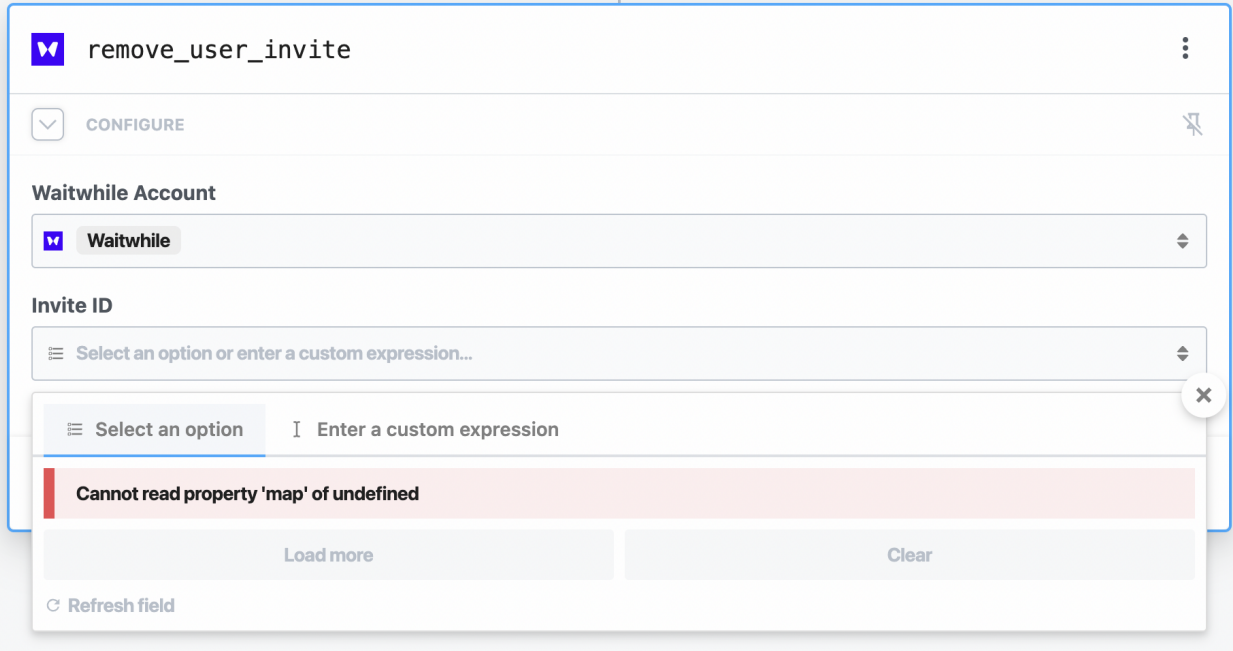 remove_user_invite
CONFIGURE
Waitwhile Account
Waitwhile
Invite ID
Select an option or enter a custom expression...
Select an option
Enter a custom expression
Cannot read property 'map' of undefined
Load more
Clear
Refresh field